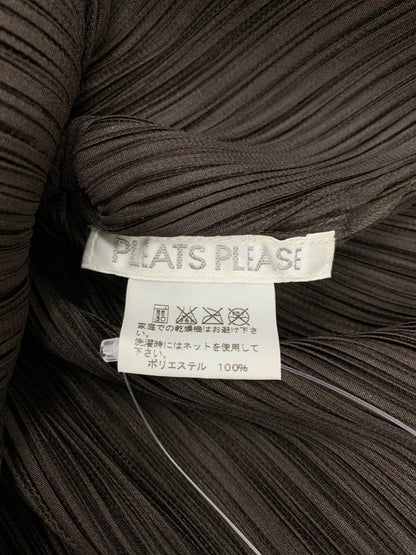 PLEATS PLEASE
家庭での乾燥機はお避け下さ
い。
洗濯時にはネットを使用して
下さい。
ポリエステル 100%